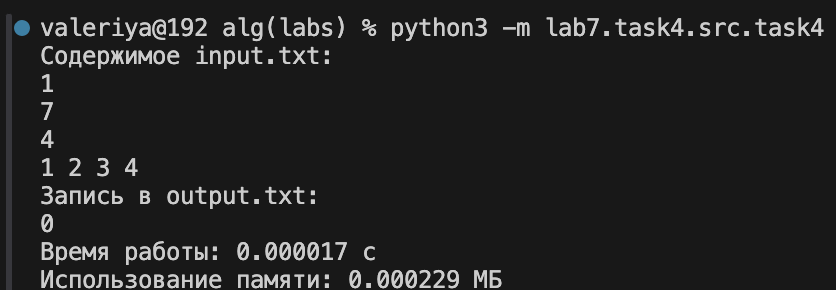 valeriya@192 alg(labs) % python3 -m lab7.task4.src.task4
Содержимое input.txt:
1
7
4
1 2 3 4
Запись в output.txt:
0
Время работы: 0.000017 с
Использование памяти: 0.000229 МБ